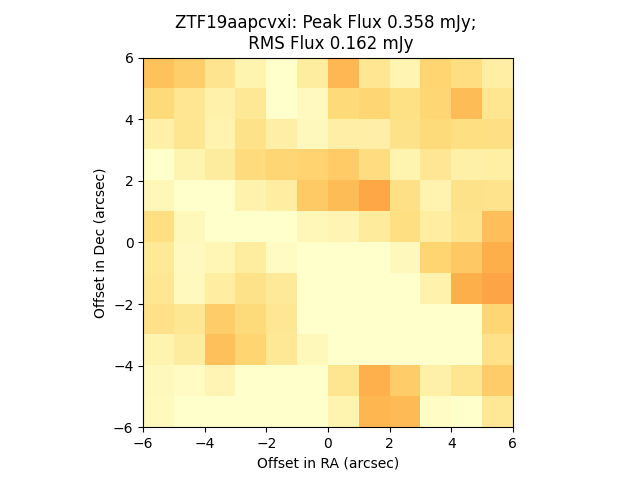 ZTF19aapcvxi: Peak Flux 0.358 mJy;
RMS Flux 0.162 mJy
6
4
2
0
−2
−4
−6
Offset in Dec (arcsec)
−6 −4 −2 0 2 4 6
Offset in RA (arcsec)